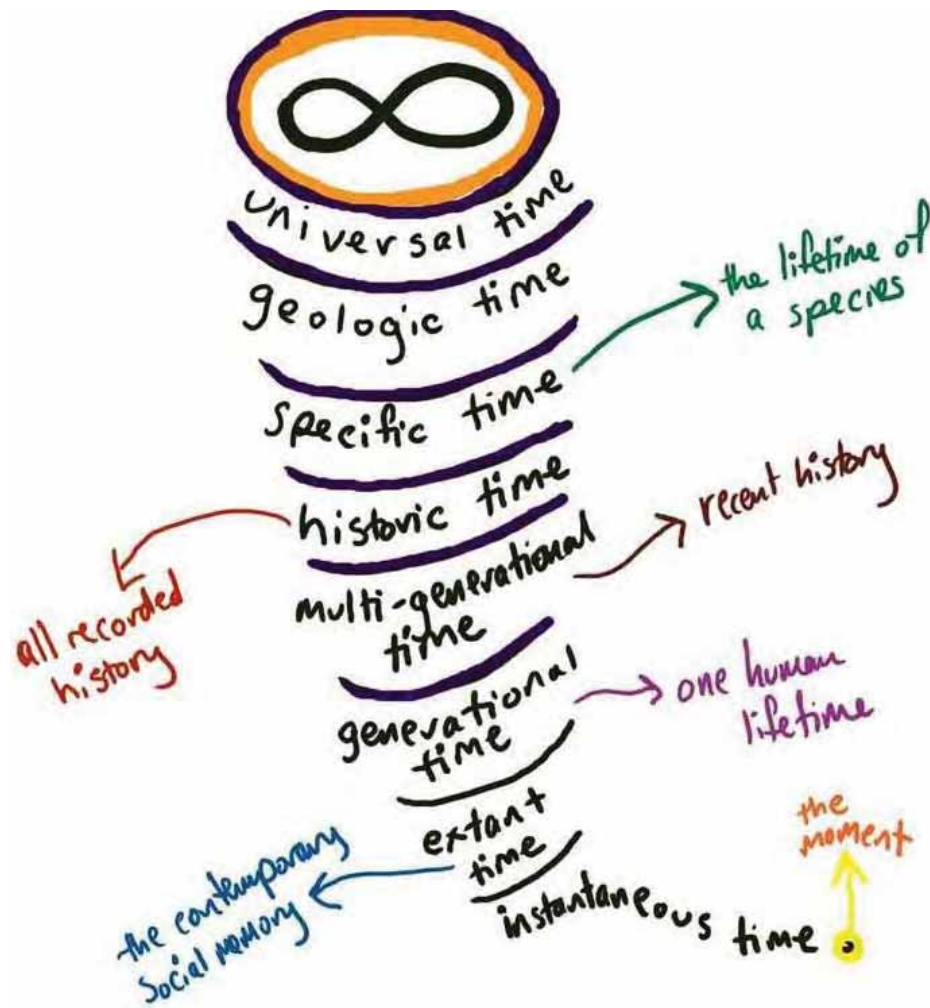 universal time
geologic time
the lifetime of
a species
specific time
historic time
all recorded
history
multi-generational
time
recent history
generational
time
one human
lifetime
extant
time
the contemporary
social memory
instantaneous time
the
moment